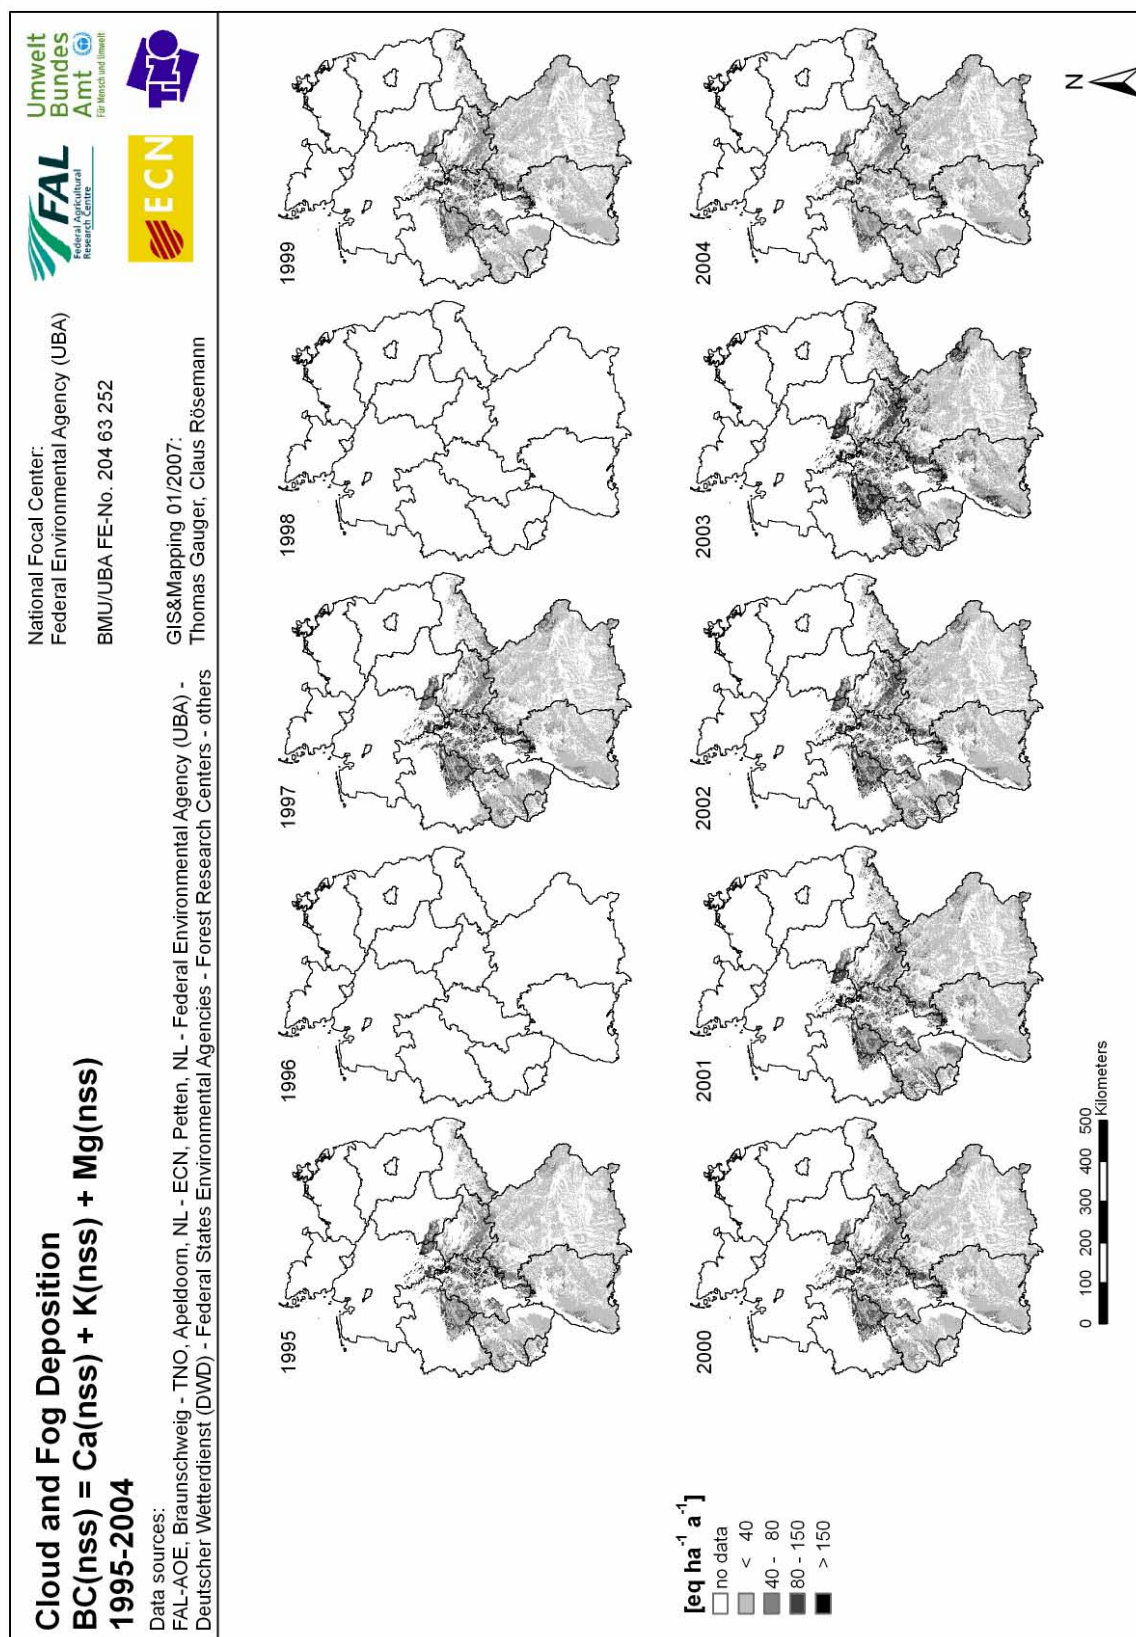 Cloud and Fog Deposition
BC(nss) = Ca(nss) + K(nss) + Mg(nss)
1995-2004
Data sources:
FAL-AOE, Braunschweig - TNO, Apeldoorn, NL - ECN, Petten, NL - Federal Environmental Agency (UBA) -
Deutscher Wetterdienst (DWD) - Federal States Environmental Agencies - Forest Research Centers - others
National Focal Center:
Federal Environmental Agency (UBA)
BMU/UBA FE-No. 204 63 252
GIS&Mapping 01/2007:
Thomas Gauger, Claus Rösemann
FAL
Federal Agricultural
Research Centre
Umwelt
Bundes
Amt
Für Mensch und Umwelt
ECN
TNO
1995
1996
1997
1998
1999
[eq ha⁻¹ a⁻¹]
no data
< 40
40 - 80
80 - 150
> 150
2000
2001
2002
2003
2004
0 100 200 300 400 500
Kilometers
N